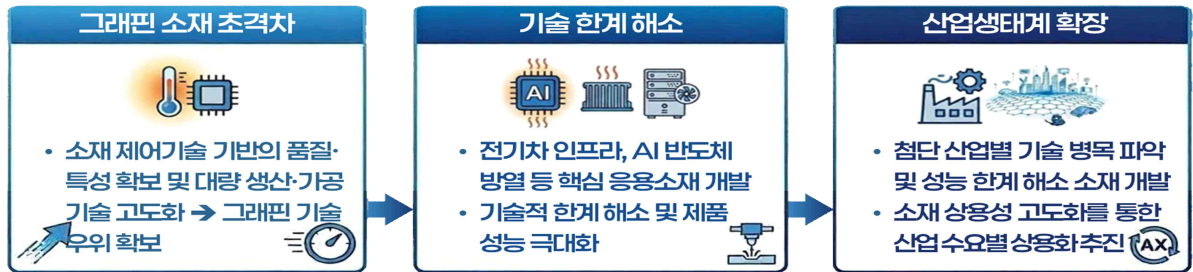 그래핀 소재 초격차
• 소재 제어기술 기반의 품질·
특성 확보 및 대량 생산·가공
기술 고도화 ➔ 그래핀 기술
우위 확보
기술 한계 해소
AI
• 전기차 인프라, AI 반도체
방열 등 핵심 응용소재 개발
• 기술적 한계 해소 및 제품
성능 극대화
산업생태계 확장
• 첨단 산업별 기술 병목 파악
및 성능 한계 해소 소재 개발
• 소재 상용성 고도화를 통한
산업 수요별 상용화 추진
AX